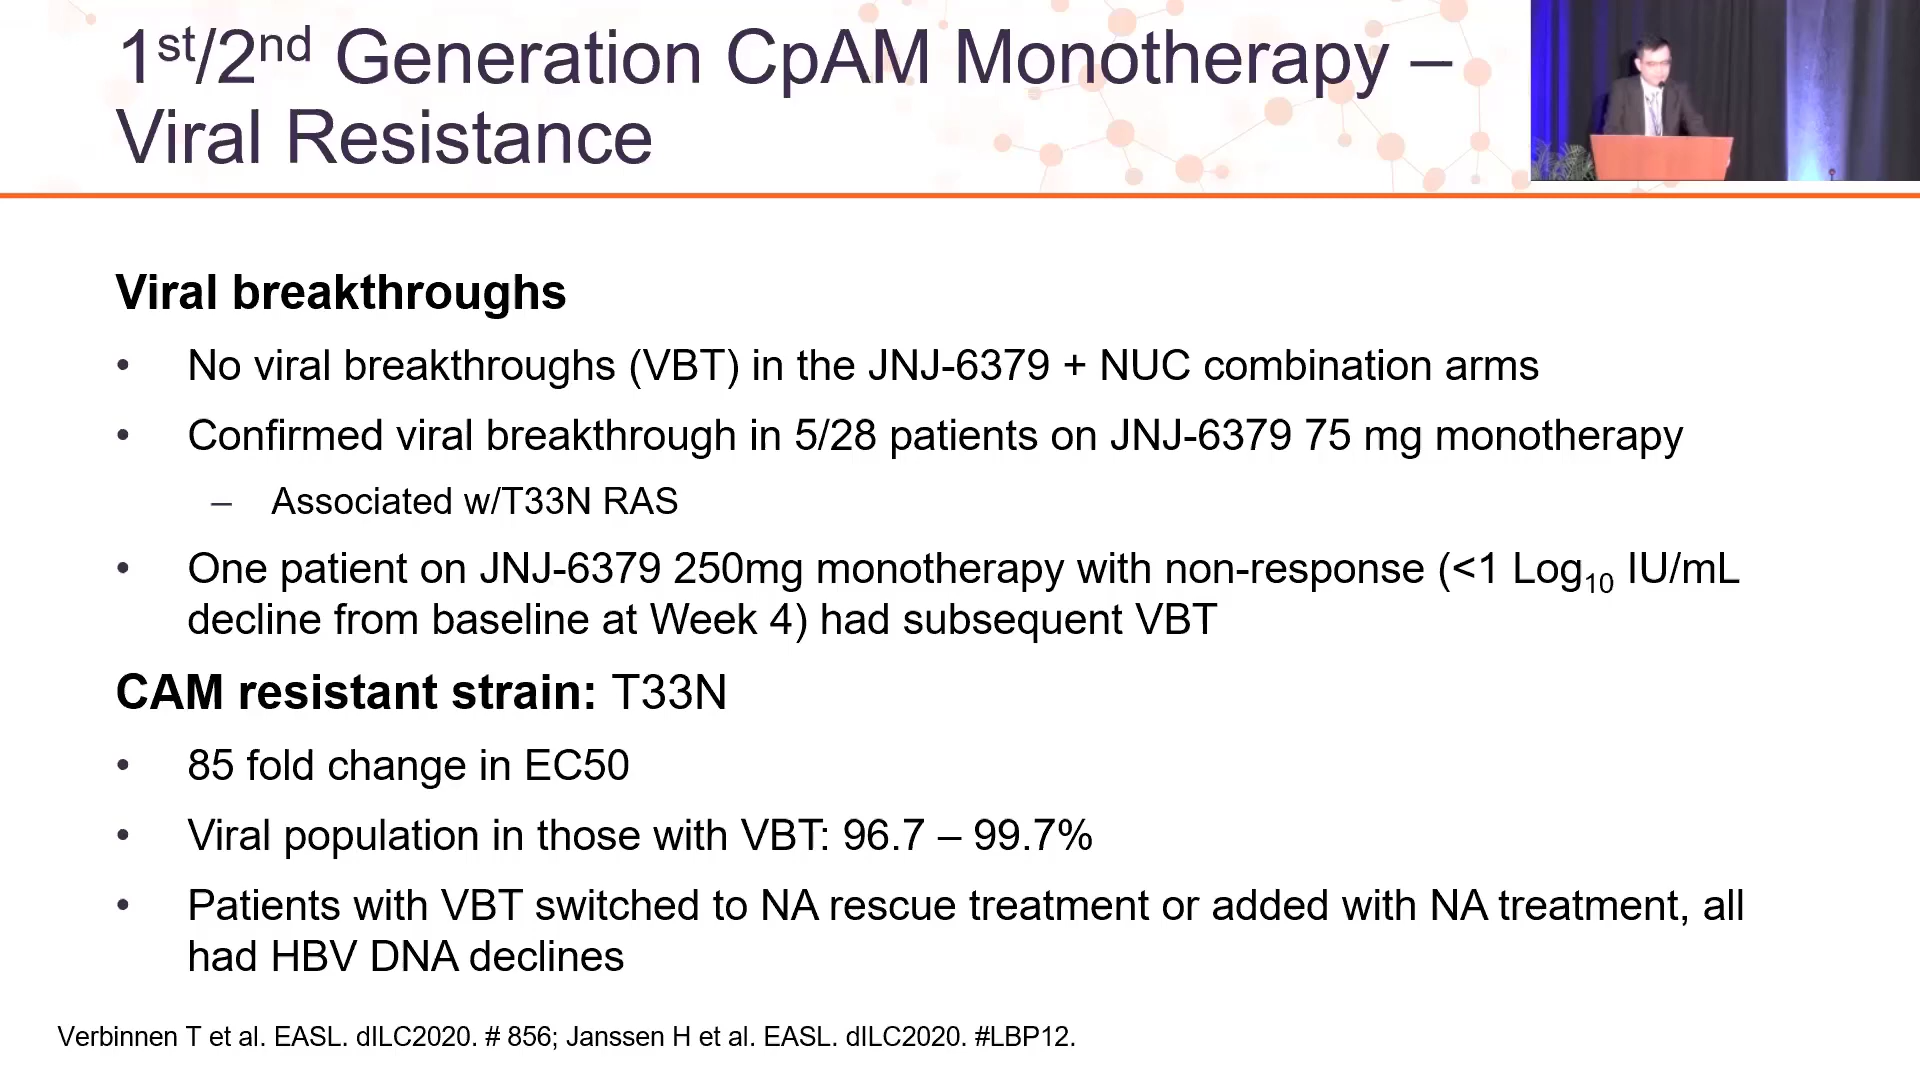 1st/2nd Generation CpAM Monotherapy –
Viral Resistance
Viral breakthroughs
• No viral breakthroughs (VBT) in the JNJ-6379 + NUC combination arms
• Confirmed viral breakthrough in 5/28 patients on JNJ-6379 75 mg monotherapy
– Associated w/T33N RAS
• One patient on JNJ-6379 250mg monotherapy with non-response (<1 Log10 IU/mL
decline from baseline at Week 4) had subsequent VBT
CAM resistant strain: T33N
• 85 fold change in EC50
• Viral population in those with VBT: 96.7 – 99.7%
• Patients with VBT switched to NA rescue treatment or added with NA treatment, all
had HBV DNA declines
Verbinnen T et al. EASL. dILC2020. # 856; Janssen H et al. EASL. dILC2020. #LBP12.